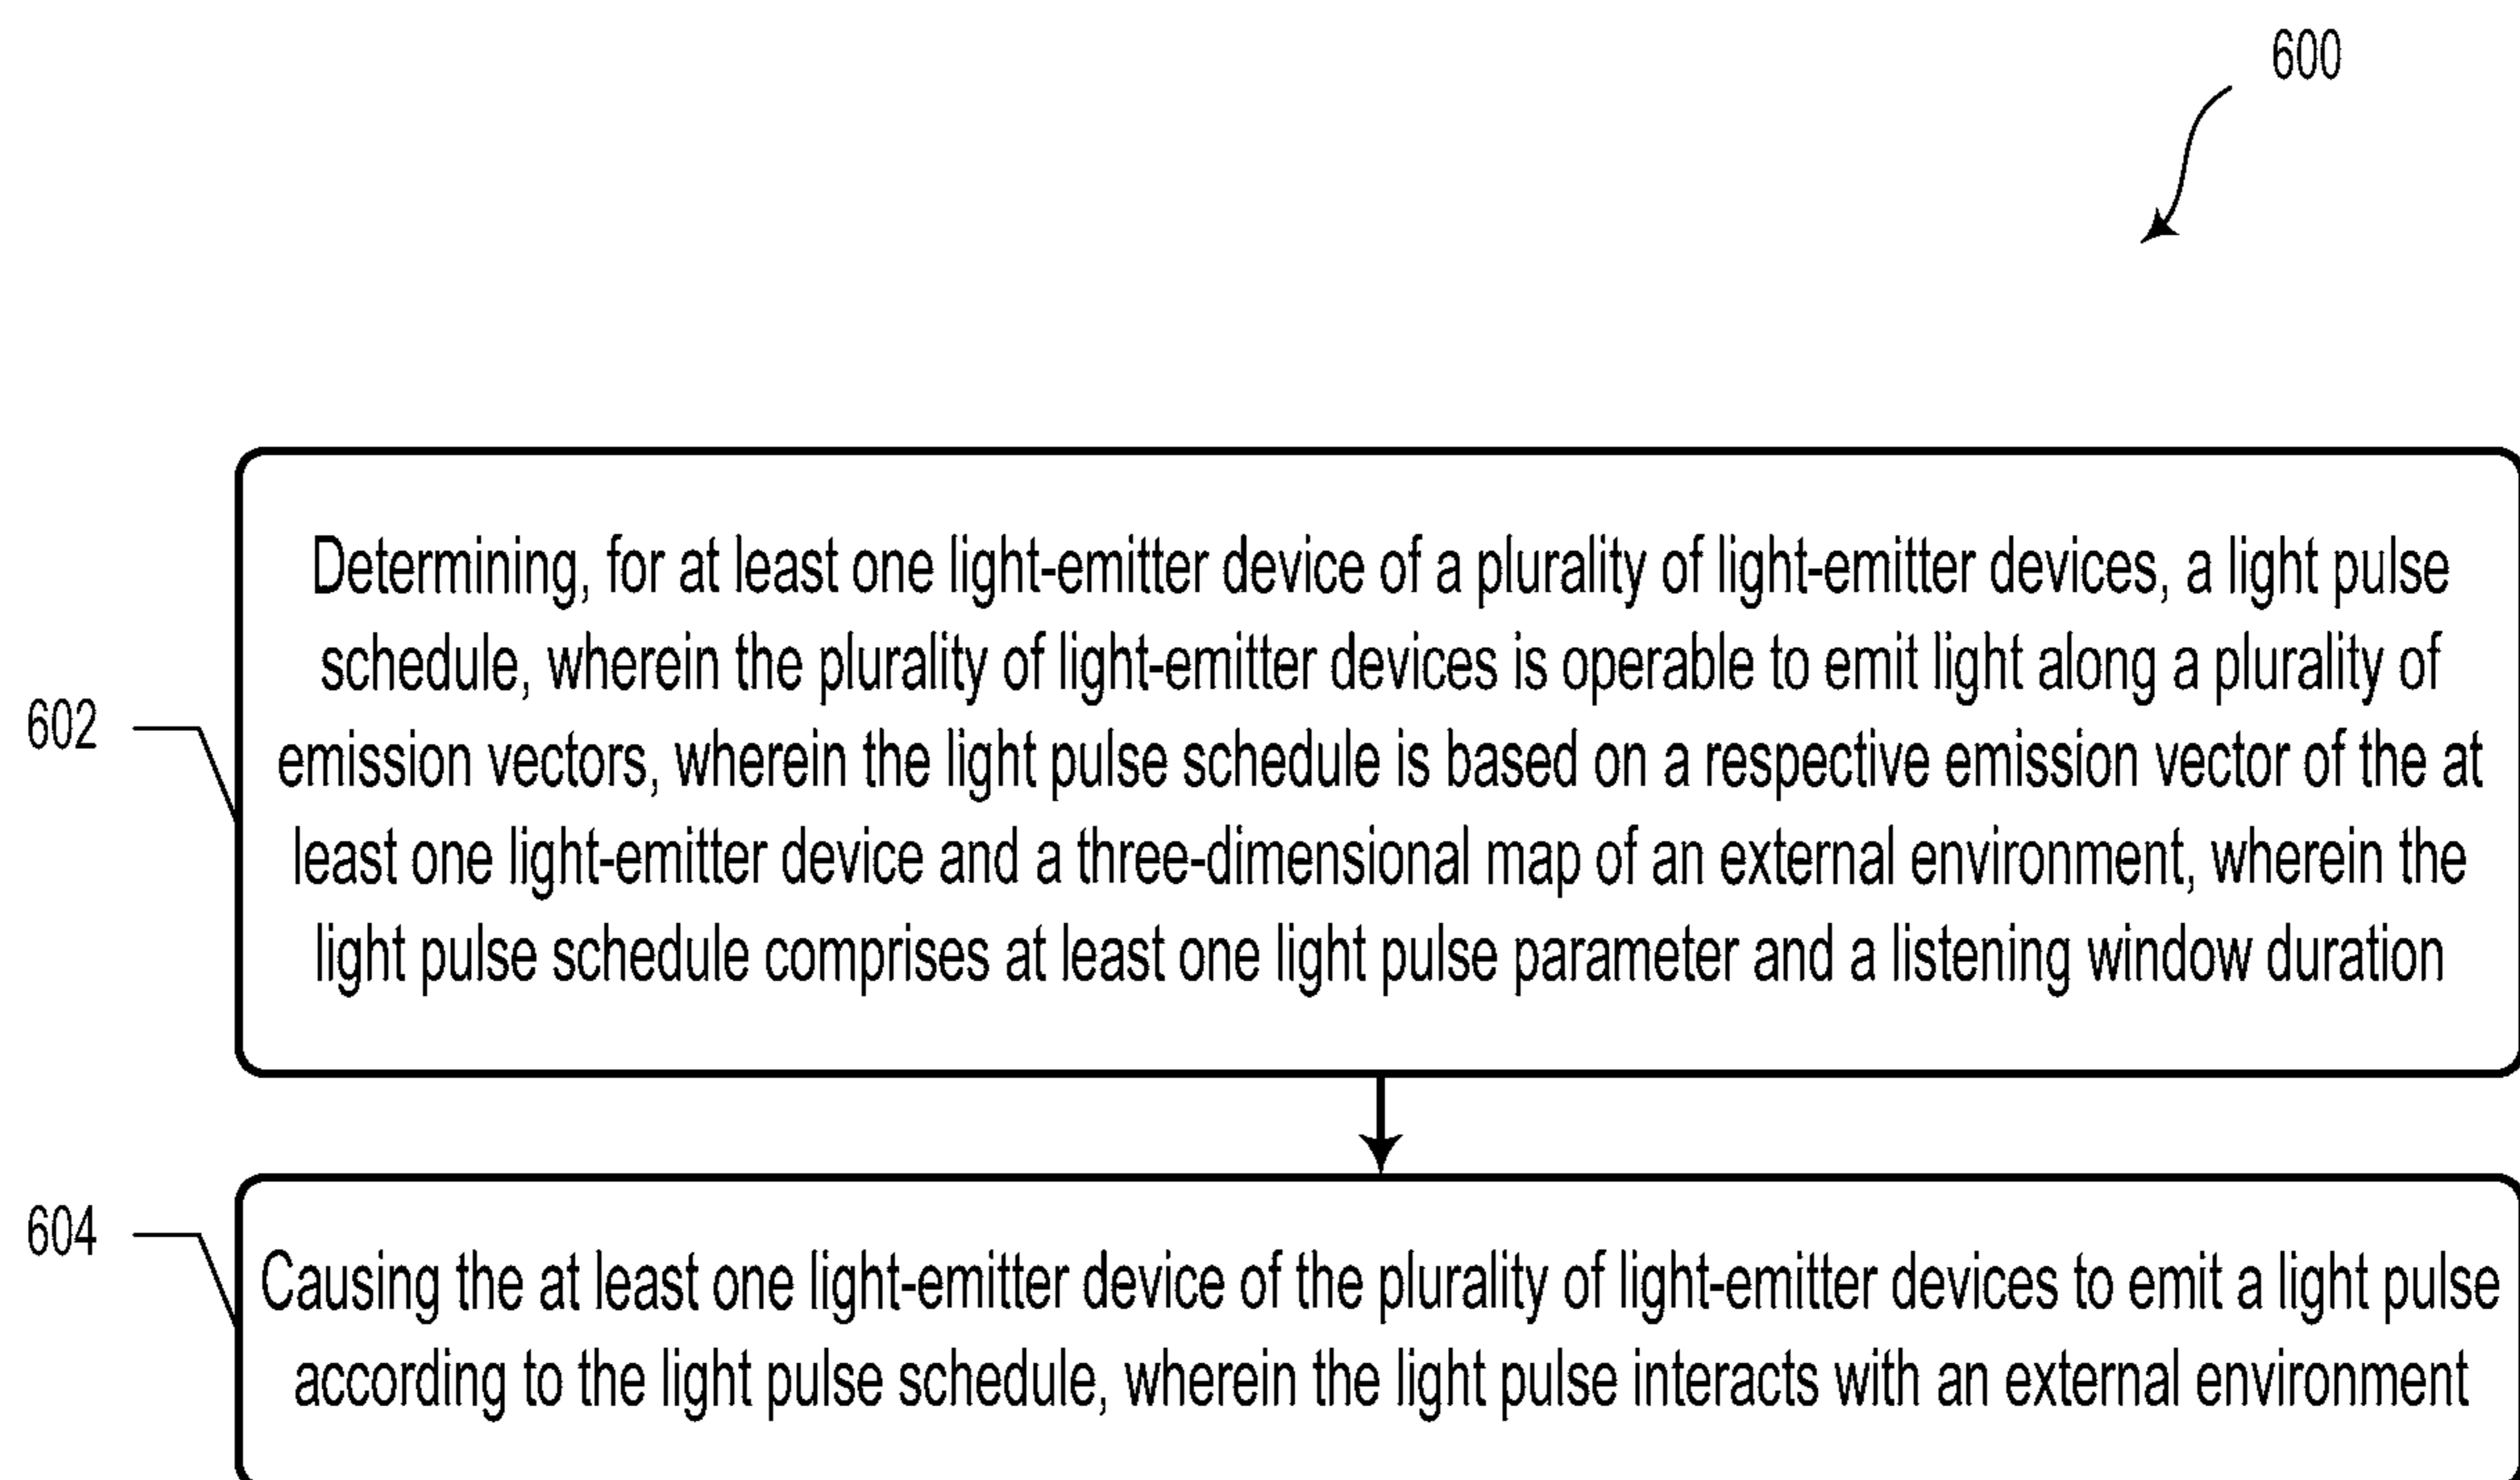 600
Determining, for at least one light-emitter device of a plurality of light-emitter devices, a light pulse
schedule, wherein the plurality of light-emitter devices is operable to emit light along a plurality of
602
emission vectors, wherein the light pulse schedule is based on a respective emission vector of the at
least one light-emitter device and a three-dimensional map of an external environment, wherein the
light pulse schedule comprises at least one light pulse parameter and a listening window duration
604
Causing the at least one light-emitter device of the plurality of light-emitter devices to emit a light pulse
according to the light pulse schedule, wherein the light pulse interacts with an external environment